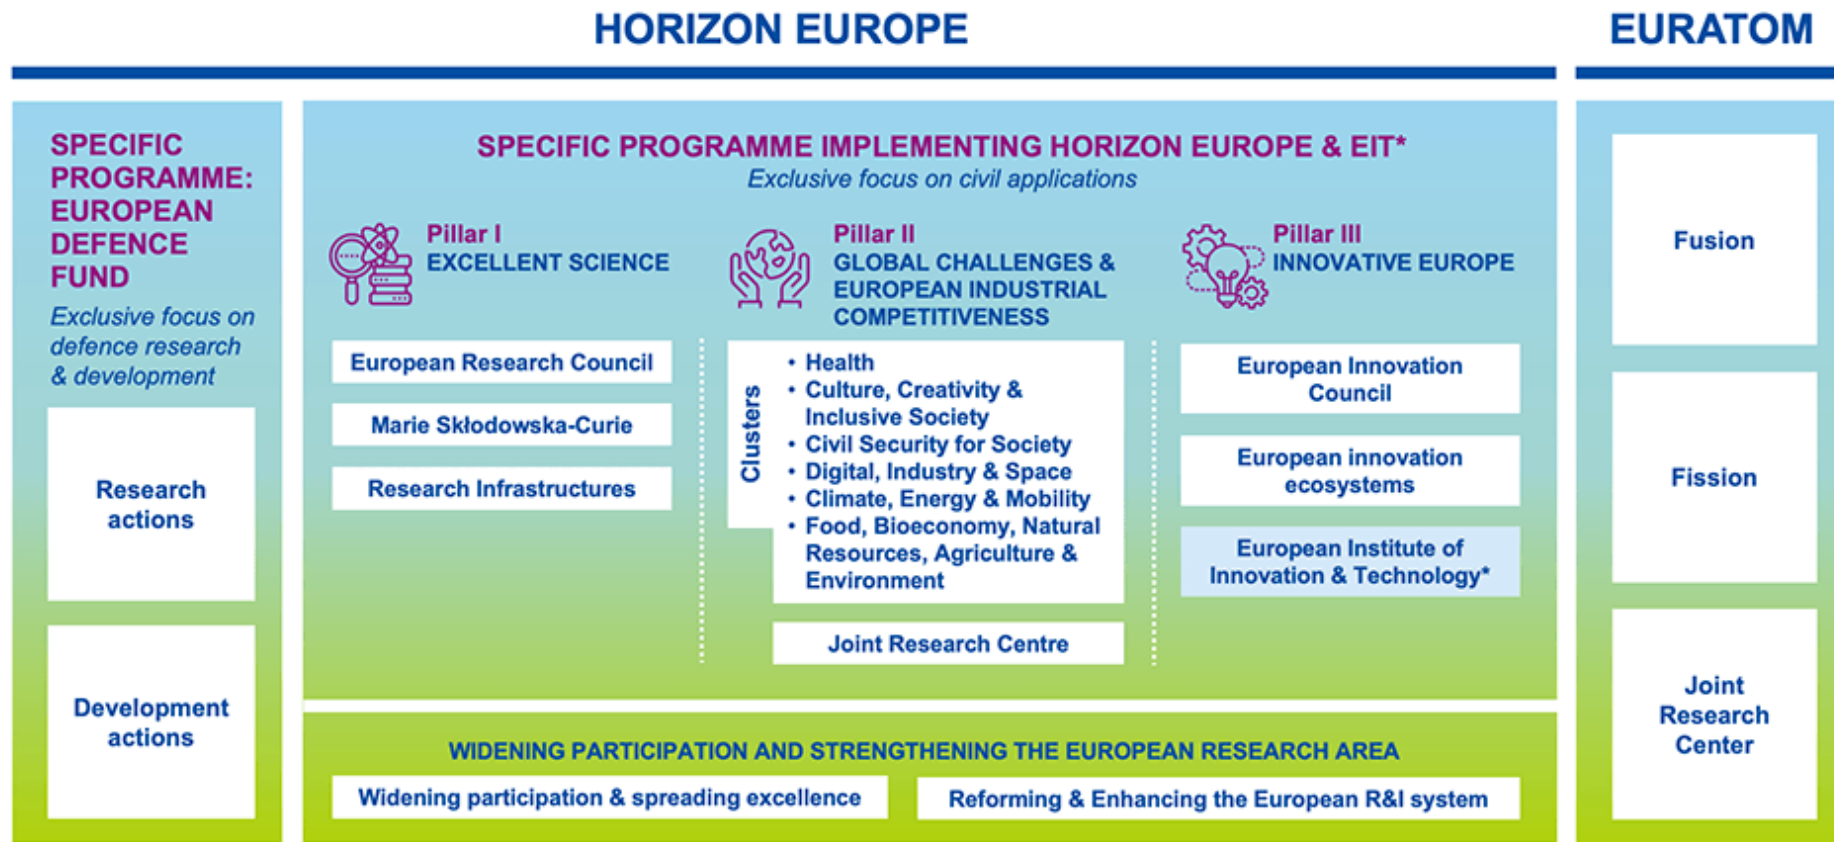 HORIZON EUROPE
EURATOM
SPECIFIC
PROGRAMME:
EUROPEAN
DEFENCE
FUND
Exclusive focus on
defence research
& development
Research
actions
Development
actions
SPECIFIC PROGRAMME IMPLEMENTING HORIZON EUROPE & EIT*
Exclusive focus on civil applications
Pillar I
EXCELLENT SCIENCE
European Research Council
Marie Skłodowska-Curie
Research Infrastructures
Pillar II
GLOBAL CHALLENGES &
EUROPEAN INDUSTRIAL
COMPETITIVENESS
Clusters
• Health
• Culture, Creativity &
Inclusive Society
• Civil Security for Society
• Digital, Industry & Space
• Climate, Energy & Mobility
• Food, Bioeconomy, Natural
Resources, Agriculture &
Environment
Joint Research Centre
Pillar III
INNOVATIVE EUROPE
European Innovation
Council
European innovation
ecosystems
European Institute of
Innovation & Technology*
WIDENING PARTICIPATION AND STRENGTHENING THE EUROPEAN RESEARCH AREA
Widening participation & spreading excellence
Reforming & Enhancing the European R&I system
Fusion
Fission
Joint
Research
Center